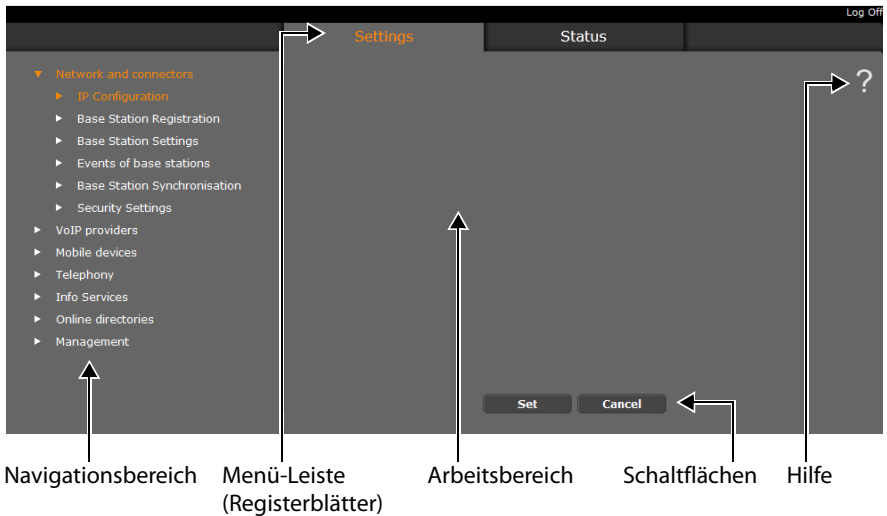 Log Off
Settings
Status
Network and connectors
IP Configuration
Base Station Registration
Base Station Settings
Events of base stations
Base Station Synchronisation
Security Settings
VoIP providers
Mobile devices
Telephony
Info Services
Online directories
Management
?
Set
Cancel
Navigationsbereich
Menü-Leiste
(Registerblätter)
Arbeitsbereich
Schaltflächen
Hilfe